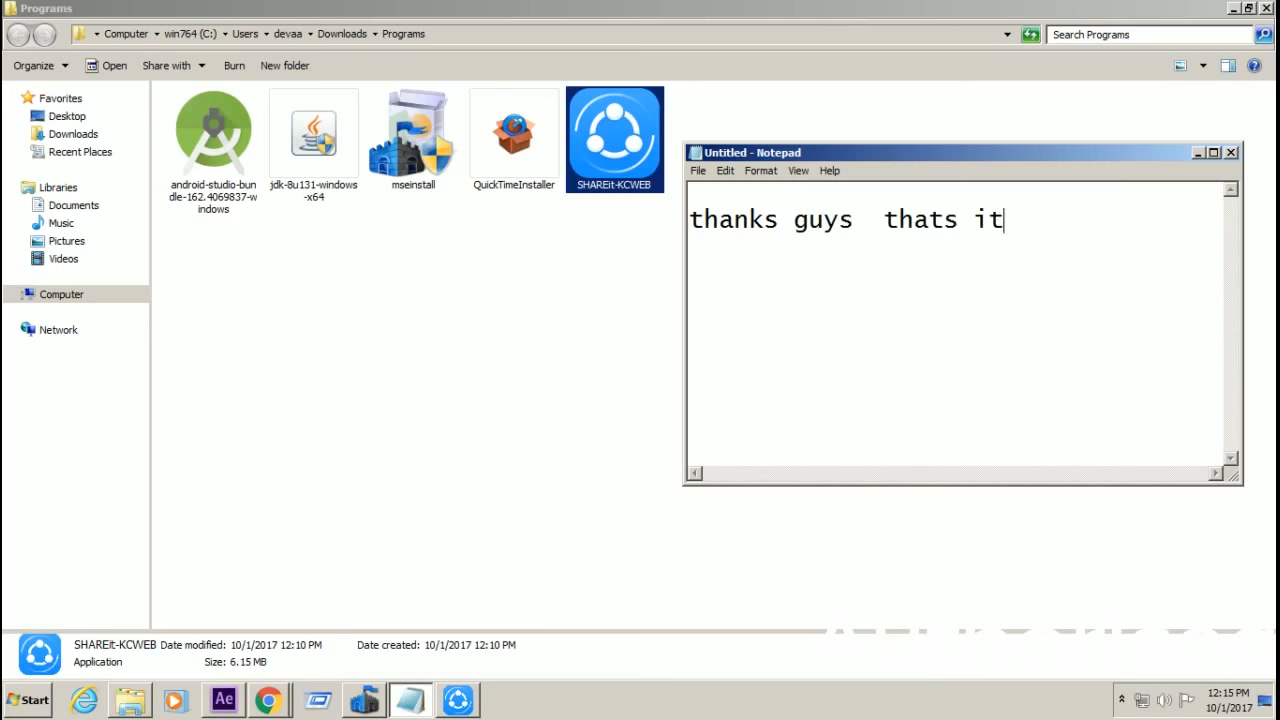 Programs
Computer win764 (C:) Users devaa Downloads Programs
Search Programs
Organize Open Share with Burn New folder
Favorites
Desktop
Downloads
Recent Places
Libraries
Documents
Music
Pictures
Videos
Computer
Network
android-studio-bun
dle-162.4069837-w
indows
jdk-8u131-windows
-x64
mseinstall
QuickTimeInstaller
SHAREit-KCWEB
Untitled - Notepad
File Edit Format View Help
thanks guys  thats it
SHAREit-KCWEB Date modified: 10/1/2017 12:10 PM Date created: 10/1/2017 12:10 PM
Application Size: 6.15 MB
Start
Ae
12:15 PM
10/1/2017